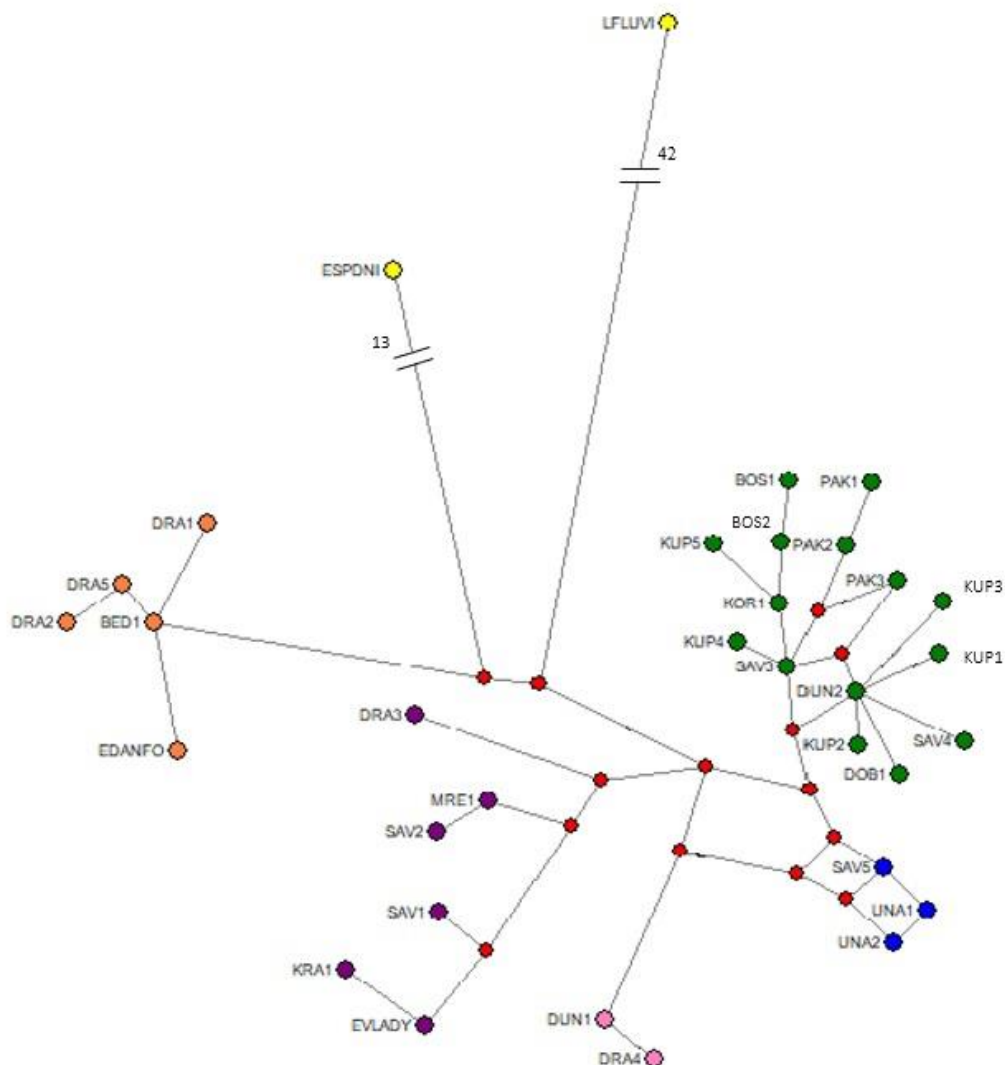 LFLUVI
42
ESPDNI
13
BOS1
PAK1
DRA1
BOS2
KUP5
PAK2
DRA5
PAK3
KUP3
DRA2
BED1
KOR1
KUP4
KUP1
SAV3
DUN2
DRA3
EDANFO
KUP2
SAV4
DOB1
MRE1
SAV2
SAV5
SAV1
UNA1
UNA2
KRA1
EVLADY
DUN1
DRA4